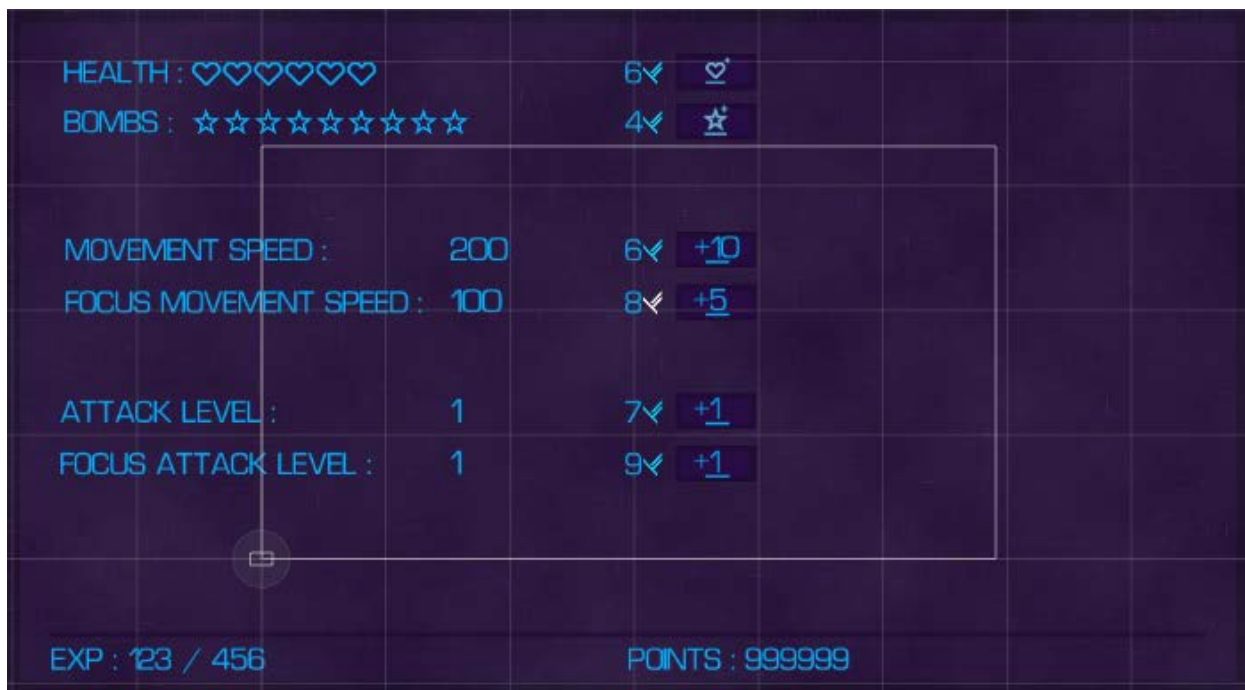 HEALTH : ♡♡♡♡♡♡ 6
BOMBS : ☆☆☆☆☆☆☆☆☆ 4
MOVEMENT SPEED : 200 6 +10
FOCUS MOVEMENT SPEED : 100 8 +5
ATTACK LEVEL : 1 7 +1
FOCUS ATTACK LEVEL : 1 9 +1
EXP : 123 / 456 POINTS : 999999